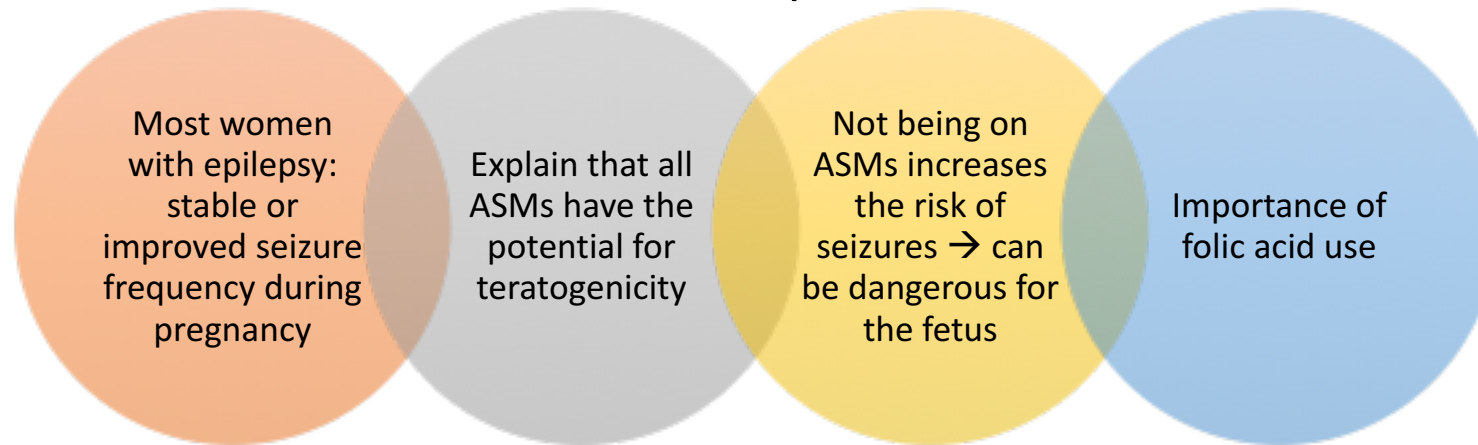 Most women
with epilepsy:
stable or
improved seizure
frequency during
pregnancy
Explain that all
ASMs have the
potential for
teratogenicity
Not being on
ASMs increases
the risk of
seizures → can
be dangerous for
the fetus
Importance of
folic acid use